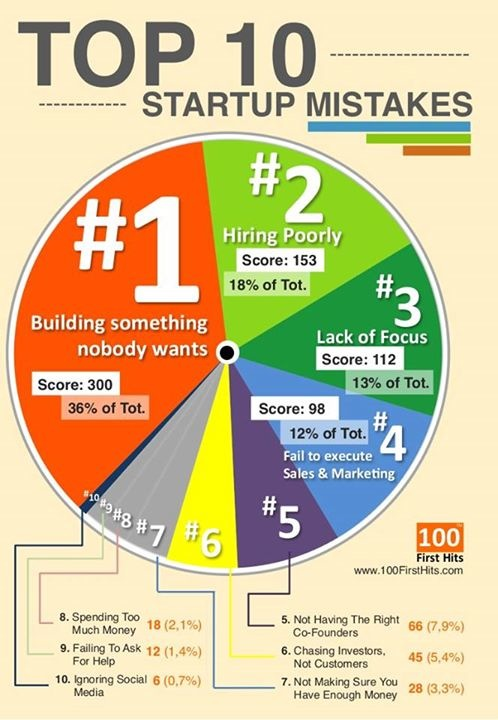 TOP 10
STARTUP MISTAKES
#1
Building something
nobody wants
Score: 300
36% of Tot.
#2
Hiring Poorly
Score: 153
18% of Tot.
#3
Lack of Focus
Score: 112
13% of Tot.
Score: 98
12% of Tot.
#4
Fail to execute
Sales & Marketing
#5
#6
#7
#8
#9
#10
100
First Hits
www.100FirstHits.com
8. Spending Too
Much Money 18 (2,1%)
9. Failing To Ask
For Help 12 (1,4%)
10. Ignoring Social
Media 6 (0,7%)
5. Not Having The Right
Co-Founders 66 (7,9%)
6. Chasing Investors,
Not Customers 45 (5,4%)
7. Not Making Sure You
Have Enough Money 28 (3,3%)